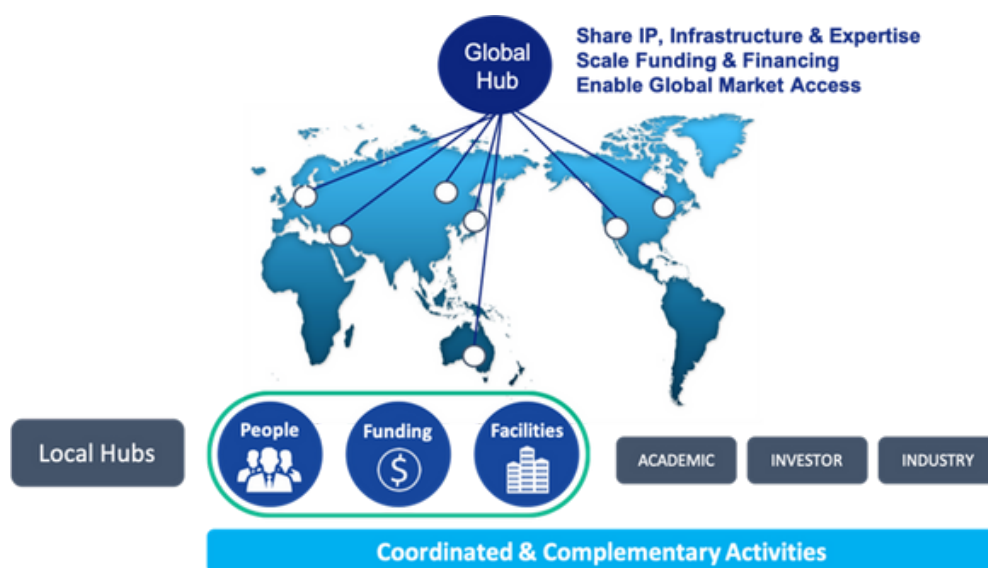 Global
Hub
Share IP, Infrastructure & Expertise
Scale Funding & Financing
Enable Global Market Access
Local Hubs
People
Funding
$
Facilities
ACADEMIC
INVESTOR
INDUSTRY
Coordinated & Complementary Activities